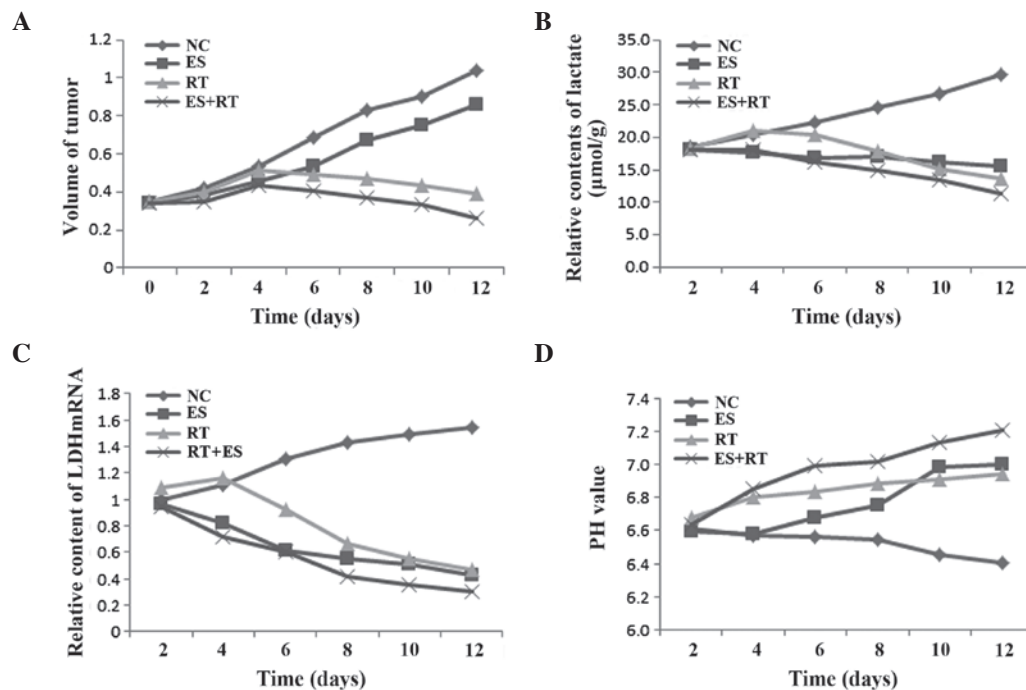 A
Volume of tumor
1.2
1
0.8
0.6
0.4
0.2
0
NC
ES
RT
ES+RT
0 2 4 6 8 10 12
Time (days)
B
Relative contents of lactate
(μmol/g)
35.0
30.0
25.0
20.0
15.0
10.0
5.0
0.0
NC
ES
RT
ES+RT
2 4 6 8 10 12
Time (days)
C
Relative content of LDHmRNA
1.8
1.6
1.4
1.2
1
0.8
0.6
0.4
0.2
0
NC
ES
RT
RT+ES
2 4 6 8 10 12
Time (days)
D
PH value
7.4
7.2
7.0
6.8
6.6
6.4
6.2
6.0
NC
ES
RT
ES+RT
2 4 6 8 10 12
Time (days)